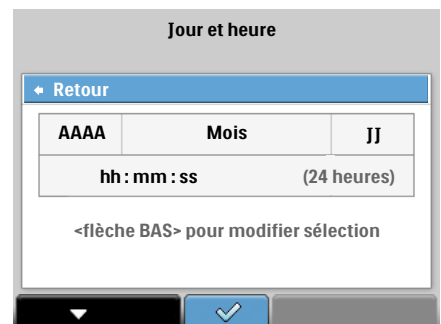 Jour et heure
Retour
AAAA Mois JJ
hh : mm : ss (24 heures)
<flèche BAS> pour modifier sélection